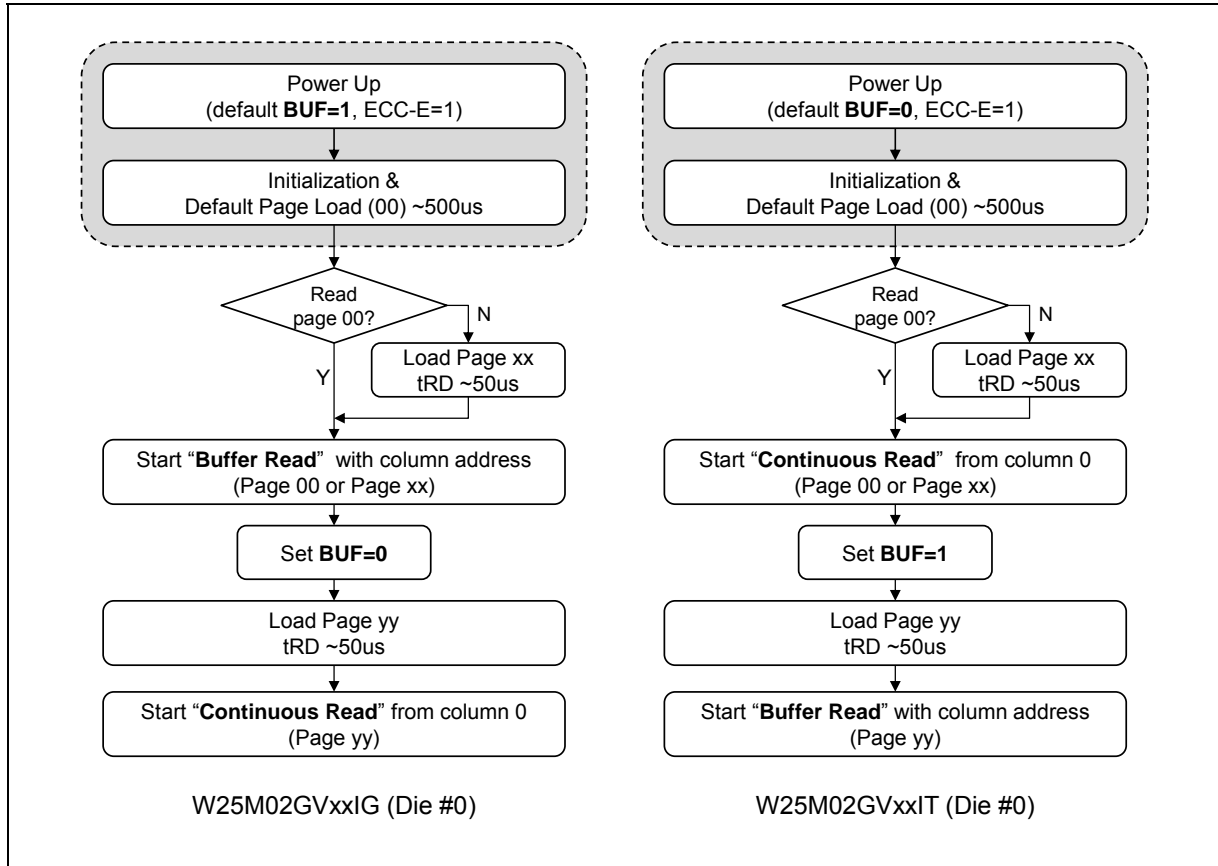 Power Up
(default BUF=1, ECC-E=1)
Initialization &
Default Page Load (00) ~500us
Read
page 00?
N
Load Page xx
tRD ~50us
Y
Start “Buffer Read” with column address
(Page 00 or Page xx)
Set BUF=0
Load Page yy
tRD ~50us
Start “Continuous Read” from column 0
(Page yy)
W25M02GVxxIG (Die #0)
Power Up
(default BUF=0, ECC-E=1)
Initialization &
Default Page Load (00) ~500us
Read
page 00?
N
Load Page xx
tRD ~50us
Y
Start “Continuous Read” from column 0
(Page 00 or Page xx)
Set BUF=1
Load Page yy
tRD ~50us
Start “Buffer Read” with column address
(Page yy)
W25M02GVxxIT (Die #0)